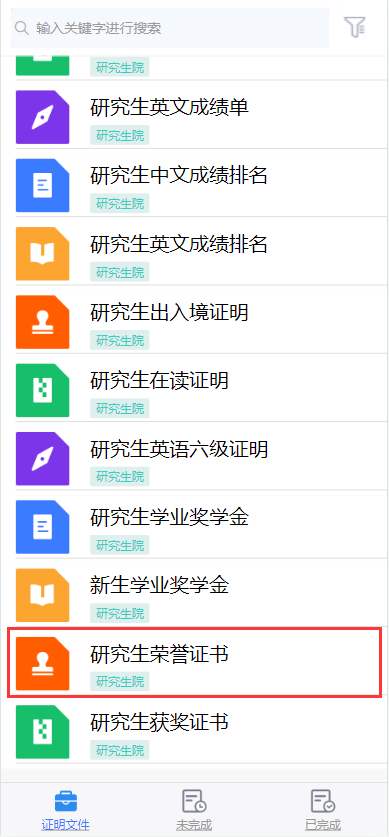 输入关键字进行搜索
研究生院
研究生英文成绩单
研究生院
研究生中文成绩排名
研究生院
研究生英文成绩排名
研究生院
研究生出入境证明
研究生院
研究生在读证明
研究生院
研究生英语六级证明
研究生院
研究生学业奖学金
研究生院
新生学业奖学金
研究生院
研究生荣誉证书
研究生院
研究生获奖证书
研究生院
证明文件 未完成 已完成